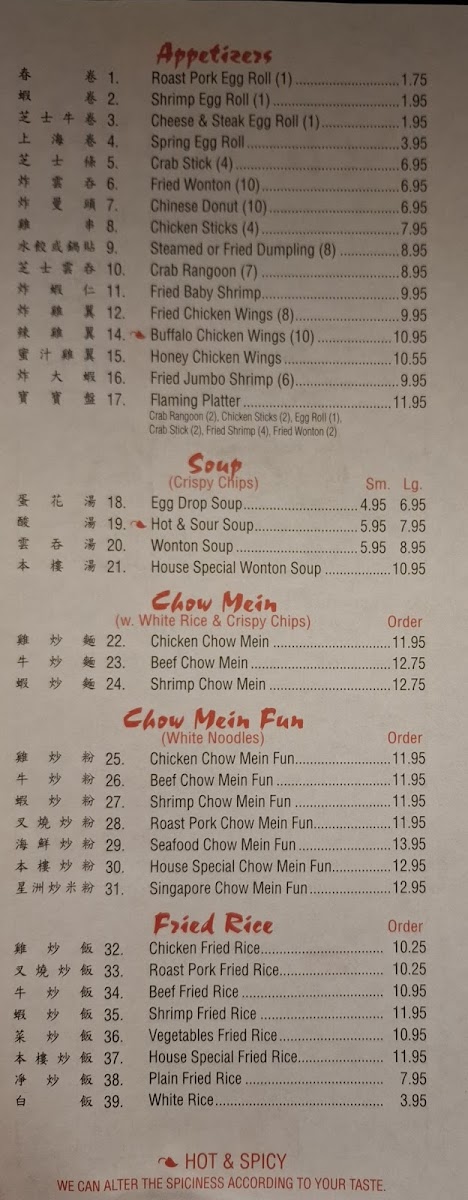 Appetizers
春 卷 1. Roast Pork Egg Roll (1) 1.75
蝦 卷 2. Shrimp Egg Roll (1) 1.95
芝士牛卷 3. Cheese & Steak Egg Roll (1) 1.95
上海卷 4. Spring Egg Roll 3.95
芝士條 5. Crab Stick (4) 6.95
炸雲吞 6. Fried Wonton (10) 6.95
炸曼頭 7. Chinese Donut (10) 6.95
雞 串 8. Chicken Sticks (4) 7.95
水餃或鍋貼 9. Steamed or Fried Dumpling (8) 8.95
芝士雲吞 10. Crab Rangoon (7) 8.95
炸蝦仁 11. Fried Baby Shrimp 9.95
炸雞翼 12. Fried Chicken Wings (8) 9.95
辣雞翼 14. Buffalo Chicken Wings (10) 10.95
蜜汁雞翼 15. Honey Chicken Wings 10.55
炸大蝦 16. Fried Jumbo Shrimp (6) 9.95
寶寶盤 17. Flaming Platter 11.95
Crab Rangoon (2), Chicken Sticks (2), Egg Roll (1),
Crab Stick (2), Fried Shrimp (4), Fried Wonton (2)
Soup
(Crispy Chips) Sm. Lg.
蛋花湯 18. Egg Drop Soup 4.95 6.95
酸 湯 19. Hot & Sour Soup 5.95 7.95
雲吞湯 20. Wonton Soup 5.95 8.95
本樓湯 21. House Special Wonton Soup 10.95
Chow Mein
(w. White Rice & Crispy Chips) Order
雞炒麵 22. Chicken Chow Mein 11.95
牛炒麵 23. Beef Chow Mein 12.75
蝦炒麵 24. Shrimp Chow Mein 12.75
Chow Mein Fun
(White Noodles) Order
雞炒粉 25. Chicken Chow Mein Fun 11.95
牛炒粉 26. Beef Chow Mein Fun 11.95
蝦炒粉 27. Shrimp Chow Mein Fun 11.95
叉燒炒粉 28. Roast Pork Chow Mein Fun 11.95
海鮮炒粉 29. Seafood Chow Mein Fun 13.95
本樓炒粉 30. House Special Chow Mein Fun 12.95
星洲炒米粉 31. Singapore Chow Mein Fun 12.95
Fried Rice Order
雞炒飯 32. Chicken Fried Rice 10.25
叉燒炒飯 33. Roast Pork Fried Rice 10.25
牛炒飯 34. Beef Fried Rice 10.95
蝦炒飯 35. Shrimp Fried Rice 11.95
菜炒飯 36. Vegetables Fried Rice 10.95
本樓炒飯 37. House Special Fried Rice 11.95
凈炒飯 38. Plain Fried Rice 7.95
白 飯 39. White Rice 3.95
HOT & SPICY
WE CAN ALTER THE SPICINESS ACCORDING TO YOUR TASTE.